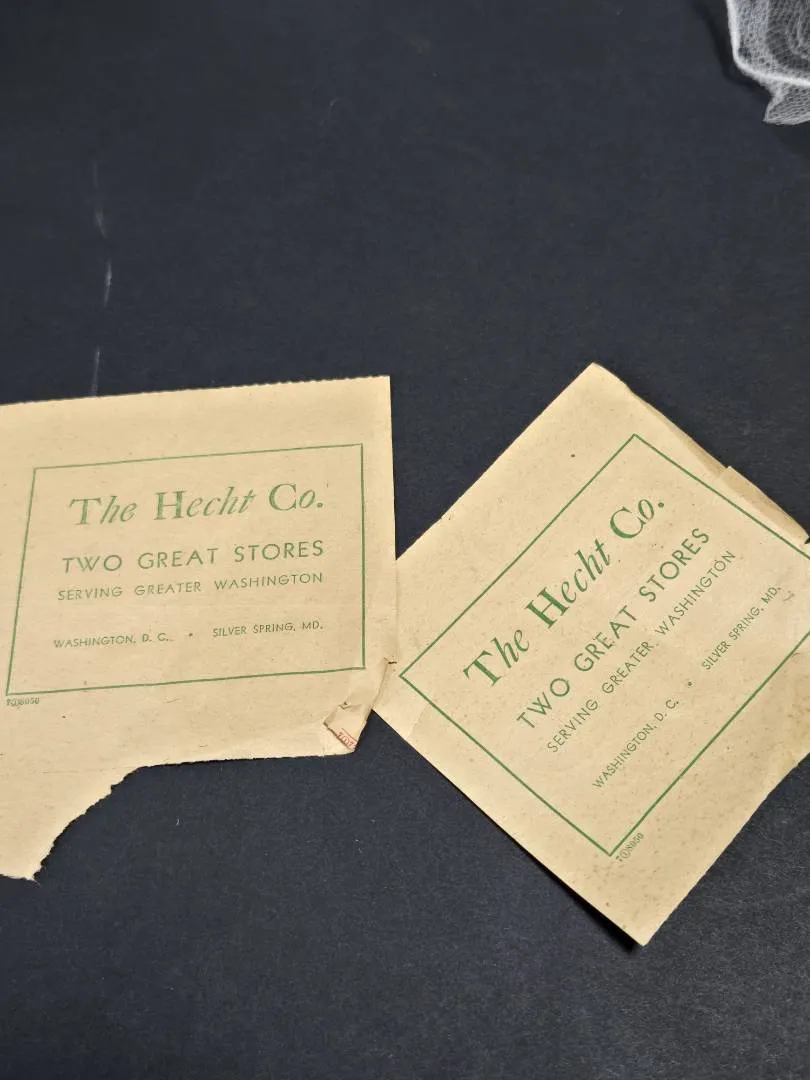 The Hecht Co.
TWO GREAT STORES
SERVING GREATER WASHINGTON
WASHINGTON, D. C. • SILVER SPRING, MD.
The Hecht Co.
TWO GREAT STORES
SERVING GREATER WASHINGTON
WASHINGTON, D. C. • SILVER SPRING, MD.